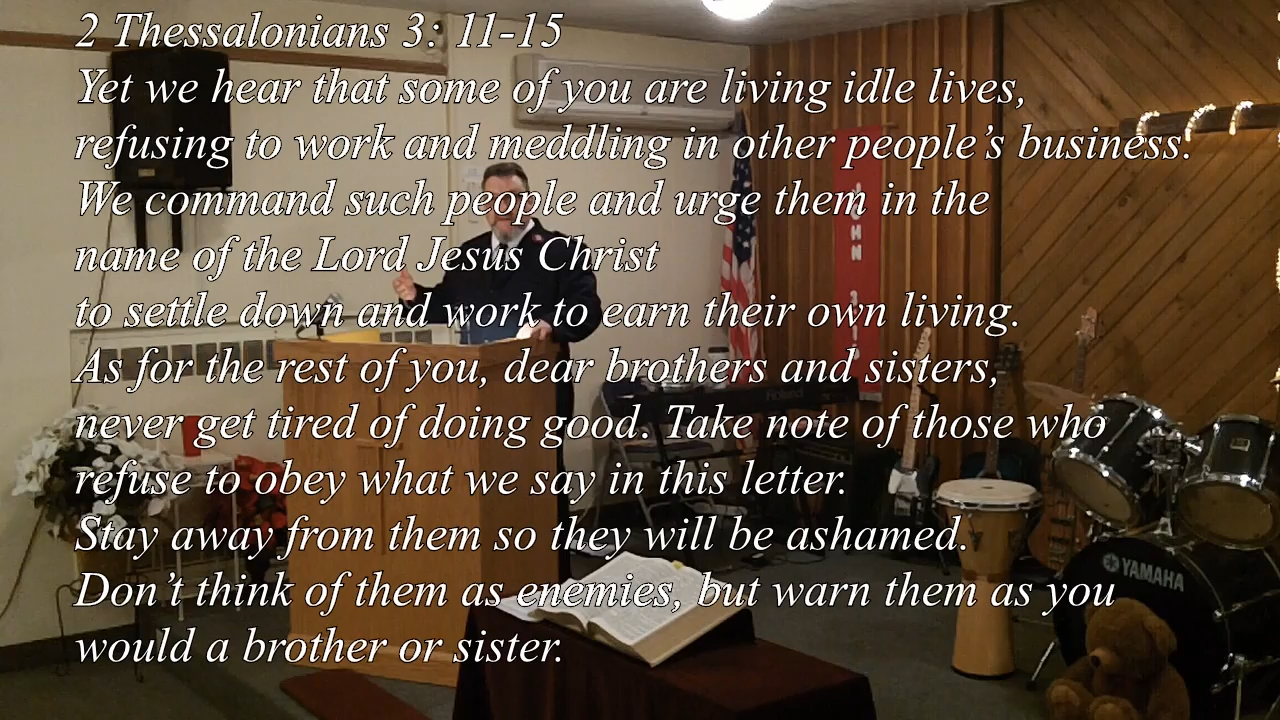 2 Thessalonians 3: 11-15
Yet we hear that some of you are living idle lives,
refusing to work and meddling in other people’s business.
We command such people and urge them in the
name of the Lord Jesus Christ
to settle down and work to earn their own living.
As for the rest of you, dear brothers and sisters,
never get tired of doing good. Take note of those who
refuse to obey what we say in this letter.
Stay away from them so they will be ashamed.
Don’t think of them as enemies, but warn them as you
would a brother or sister.
JOHN 3:16
Roland
YAMAHA